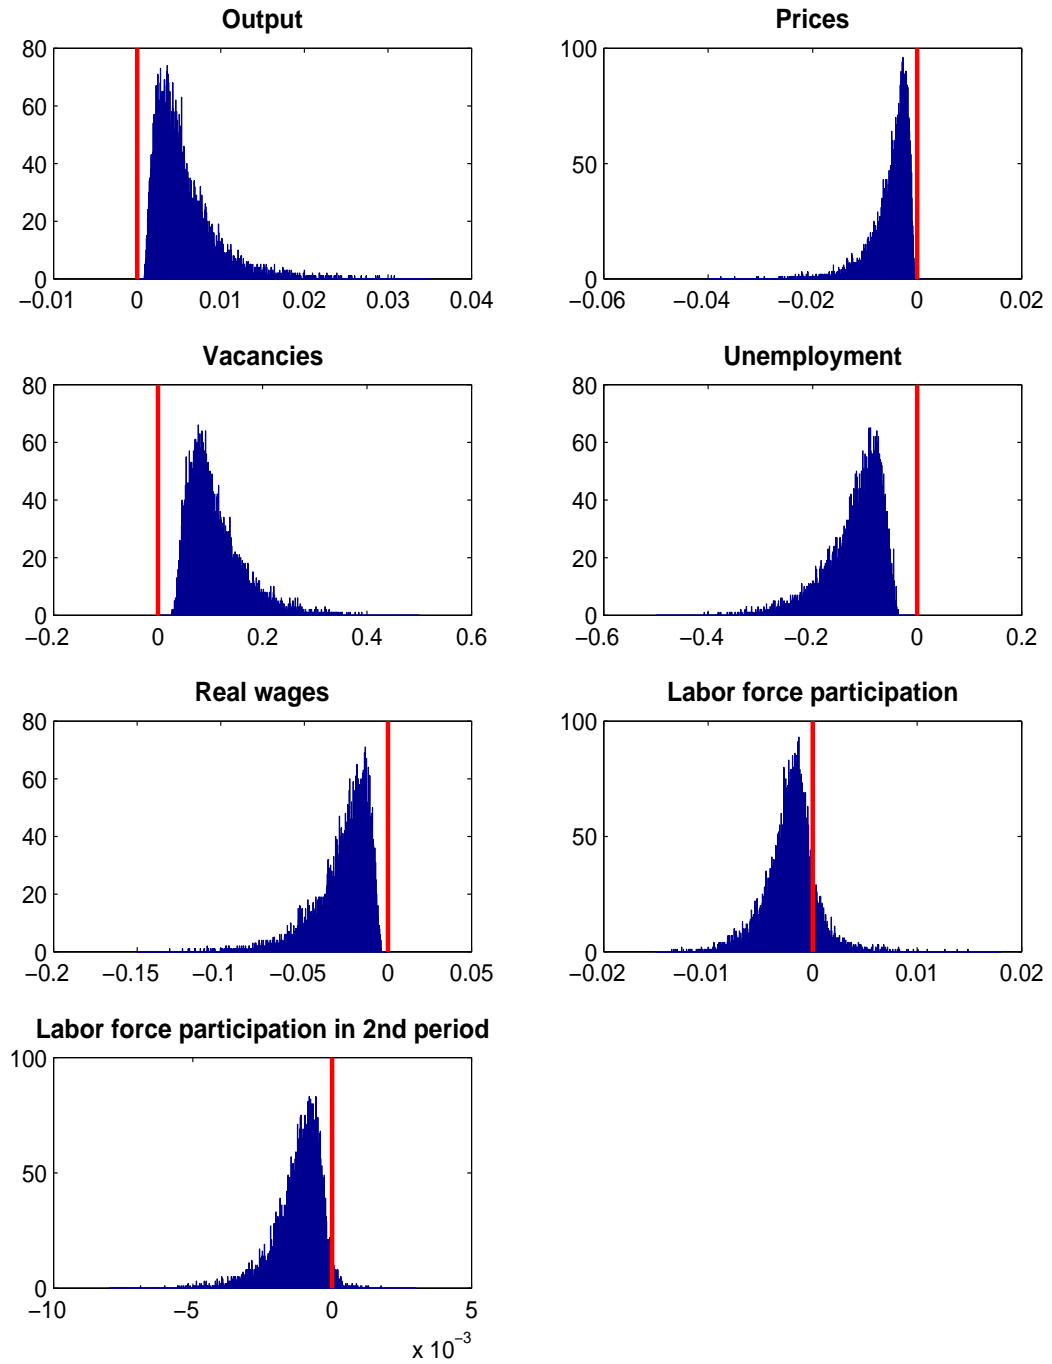 Output
80
60
40
20
0
−0.01 0 0.01 0.02 0.03 0.04
Prices
100
50
0
−0.06 −0.04 −0.02 0 0.02
Vacancies
80
60
40
20
0
−0.2 0 0.2 0.4 0.6
Unemployment
80
60
40
20
0
−0.6 −0.4 −0.2 0 0.2
Real wages
80
60
40
20
0
−0.2 −0.15 −0.1 −0.05 0 0.05
Labor force participation
100
50
0
−0.02 −0.01 0 0.01 0.02
Labor force participation in 2nd period
100
50
0
−10 −5 0 5
x 10−3